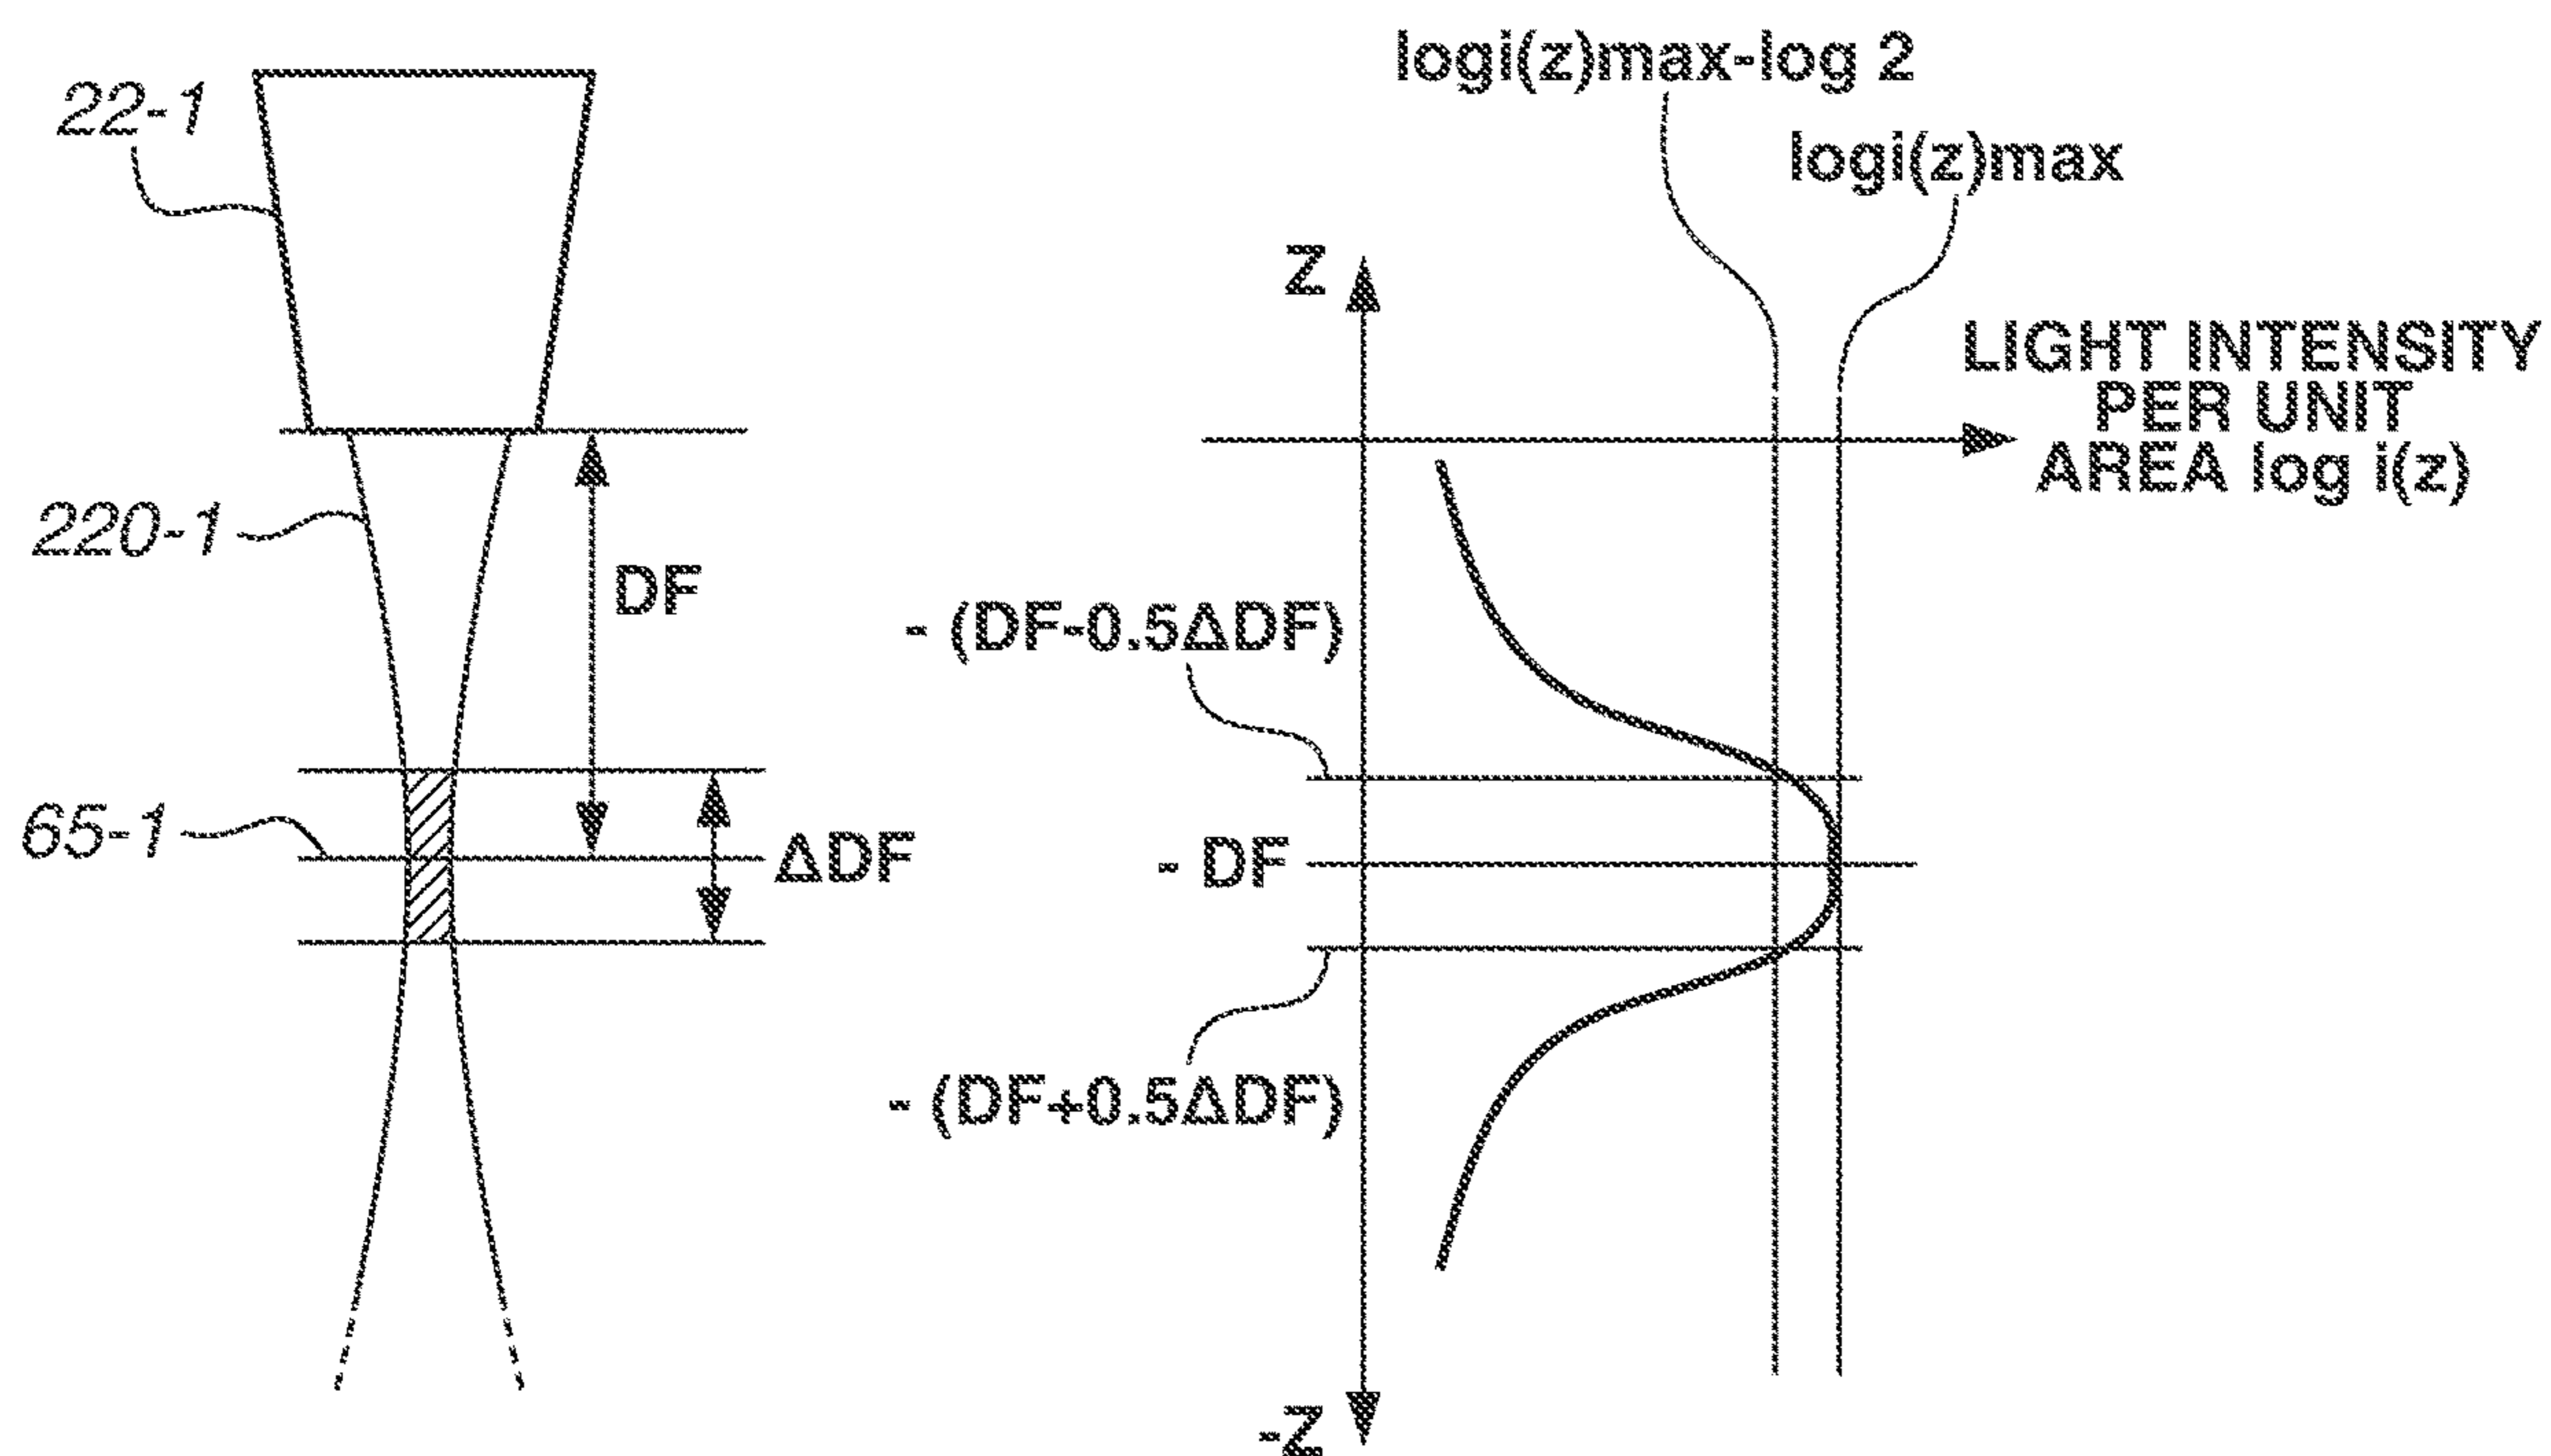 22-1
220-1
65-1
DF
ΔDF
logi(z)max-log 2
logi(z)max
Z
LIGHT INTENSITY
PER UNIT
AREA log i(z)
- (DF-0.5ΔDF)
- DF
- (DF+0.5ΔDF)
-Z